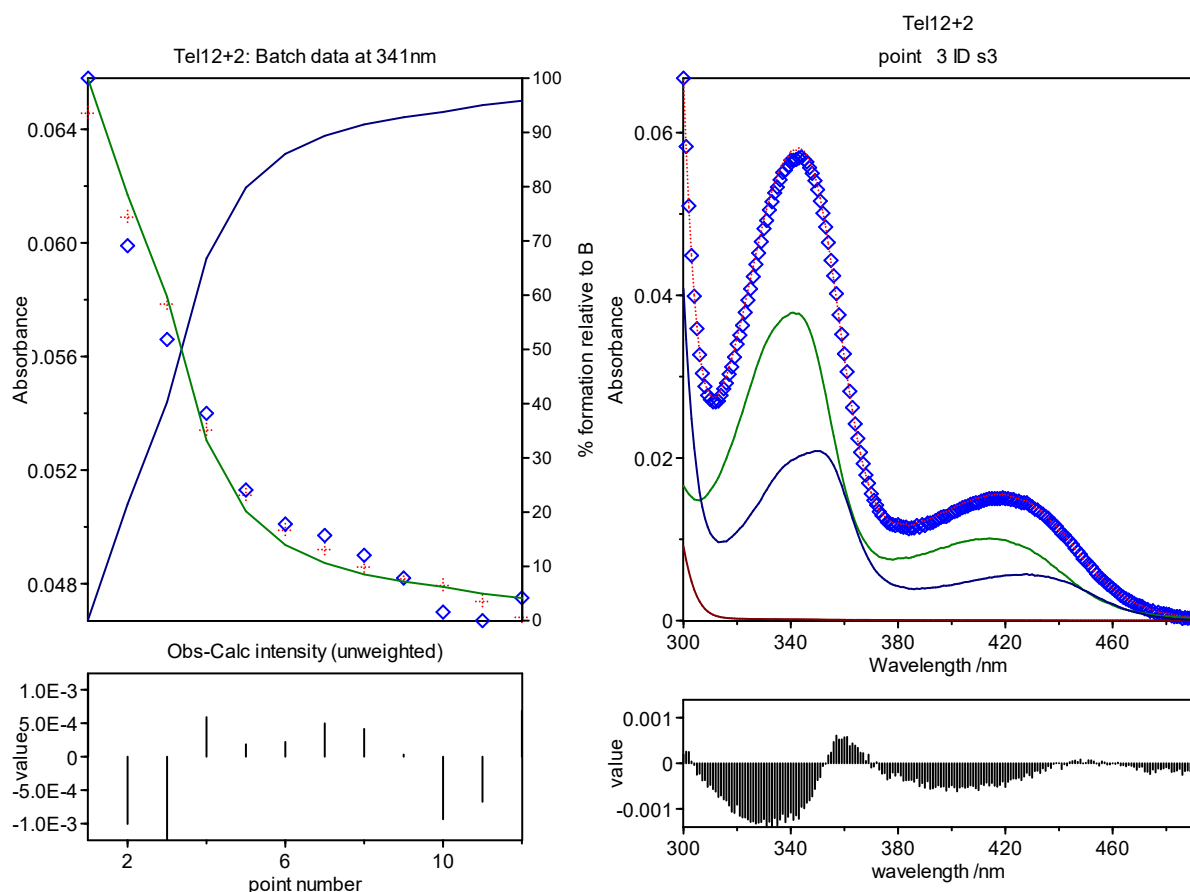 Tel12+2: Batch data at 341nm
Absorbance
0.064
0.060
0.056
0.052
0.048
100
90
80
70
60
50
40
30
20
10
0
% formation relative to B
Obs-Calc intensity (unweighted)
value
1.0E-3
5.0E-4
0
-5.0E-4
-1.0E-3
2
6
10
point number
Tel12+2
point 3 ID s3
Absorbance
0.06
0.04
0.02
0
300
340
380
420
460
Wavelength /nm
value
0.001
0
-0.001
300
340
380
420
460
wavelength /nm